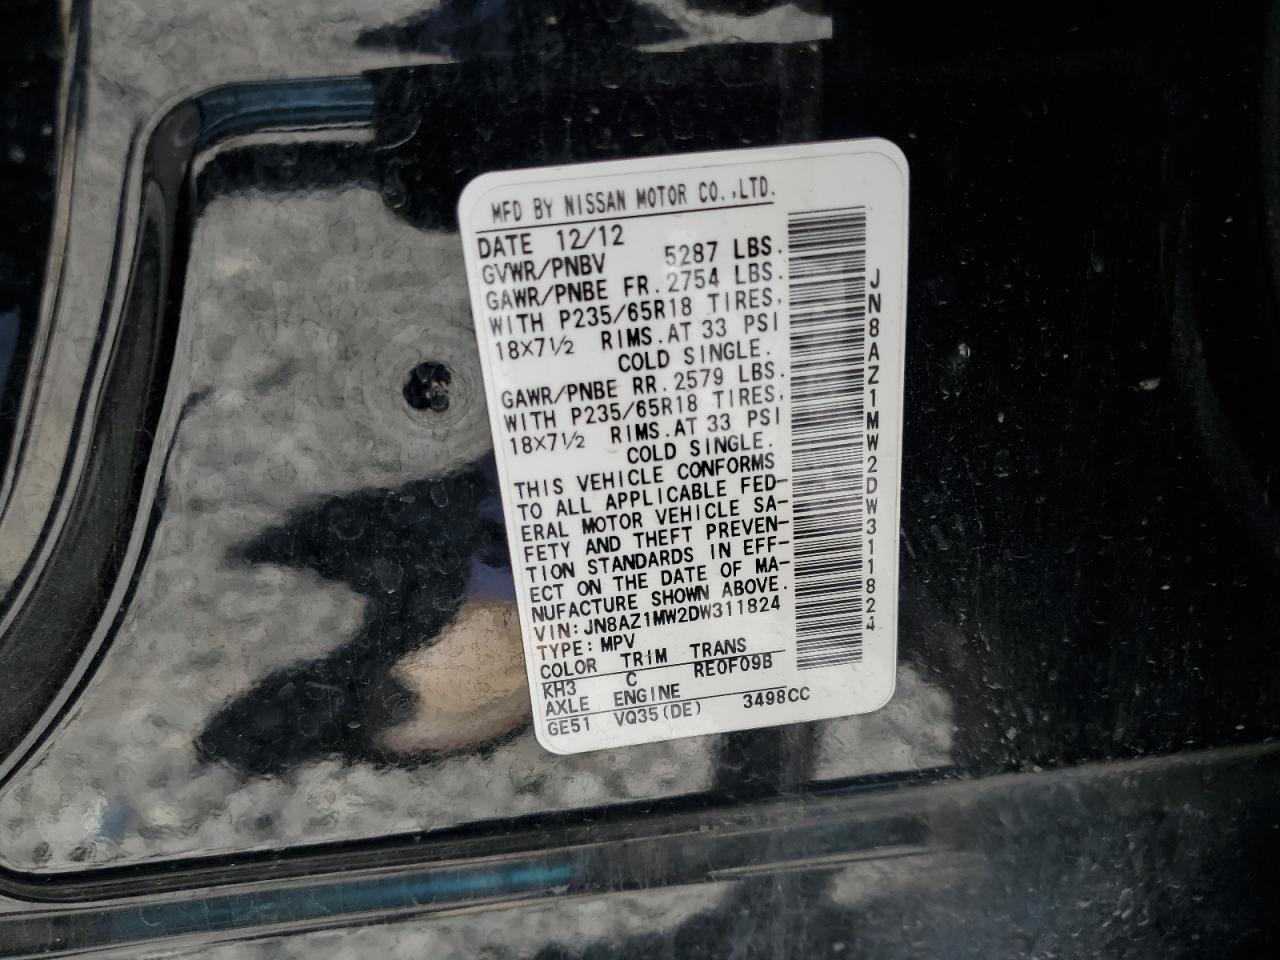 MFD BY NISSAN MOTOR CO.,LTD.
DATE 12/12
GVWR/PNBV 5287 LBS.
GAWR/PNBE FR.2754 LBS.
WITH P235/65R18 TIRES,
18×7½ RIMS.AT 33 PSI
COLD SINGLE.
GAWR/PNBE RR.2579 LBS.
WITH P235/65R18 TIRES,
18×7½ RIMS.AT 33 PSI
COLD SINGLE.
THIS VEHICLE CONFORMS
TO ALL APPLICABLE FED-
ERAL MOTOR VEHICLE SA-
FETY AND THEFT PREVEN-
TION STANDARDS IN EFF-
ECT ON THE DATE OF MA-
NUFACTURE SHOWN ABOVE.
VIN:JN8AZ1MW2DW311824
TYPE:MPV
COLOR TRIM TRANS
KH3 C RE0F09B
AXLE ENGINE
GE51 VQ35(DE) 3498CC
JN8AZ1MW2DW311824